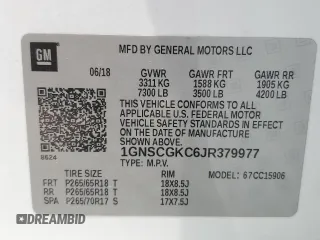 GM
MFD BY GENERAL MOTORS LLC
06/18 GVWR GAWR FRT GAWR RR
3311 KG 1588 KG 1905 KG
7300 LB 3500 LB 4200 LB
THIS VEHICLE CONFORMS TO ALL
APPLICABLE U.S. FEDERAL MOTOR
VEHICLE SAFETY STANDARDS IN
EFFECT ON THE DATE OF
MANUFACTURE SHOWN ABOVE.
8624
1GNSCGKC6JR379977
TYPE: M.P.V.
TIRE SIZE RIM MODEL: 67CC15906
FRT P265/65R18 T 18X8.5J
RR P265/65R18 T 18X8.5J
SPA P265/70R17 S 17X7.5J
DREAMBID.COM